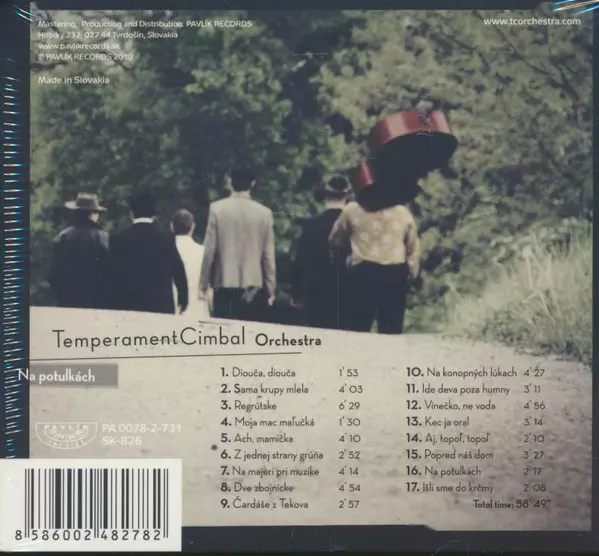 Mastering, Production and Distribution: PAVLÍK RECORDS
Hríbiky 232, 027 44 Tvrdošín, Slovakia
www.pavlikrecords.sk
© PAVLÍK RECORDS 2010
Made in Slovakia
www.tcorchestra.com
TemperamentCimbal Orchestra
Na potulkách
PAVLÍK
RECORDS
PA 0078-2-731
SK-826
8 586002 482782
1. Diouča, diouča 1' 53
2. Sama krupy mlela 4' 03
3. Regrútske 6' 29
4. Moja mac maľučká 1' 30
5. Ach, mamička 4' 10
6. Z jednej strany grúňa 2' 52
7. Na majeri pri muzike 4' 14
8. Dve zbojnícke 4' 54
9. Čardáše z Tekova 2' 57
10. Na konopných lúkach 4' 27
11. Ide deva poza humny 3' 11
12. Vínečko, ne voda 4' 56
13. Kec ja oral 3' 14
14. Aj, topoľ, topoľ 2' 10
15. Popred náš dom 3' 27
16. Na potulkách 2' 17
17. Išli sme do krčmy 2' 05
Total time: 58' 49"